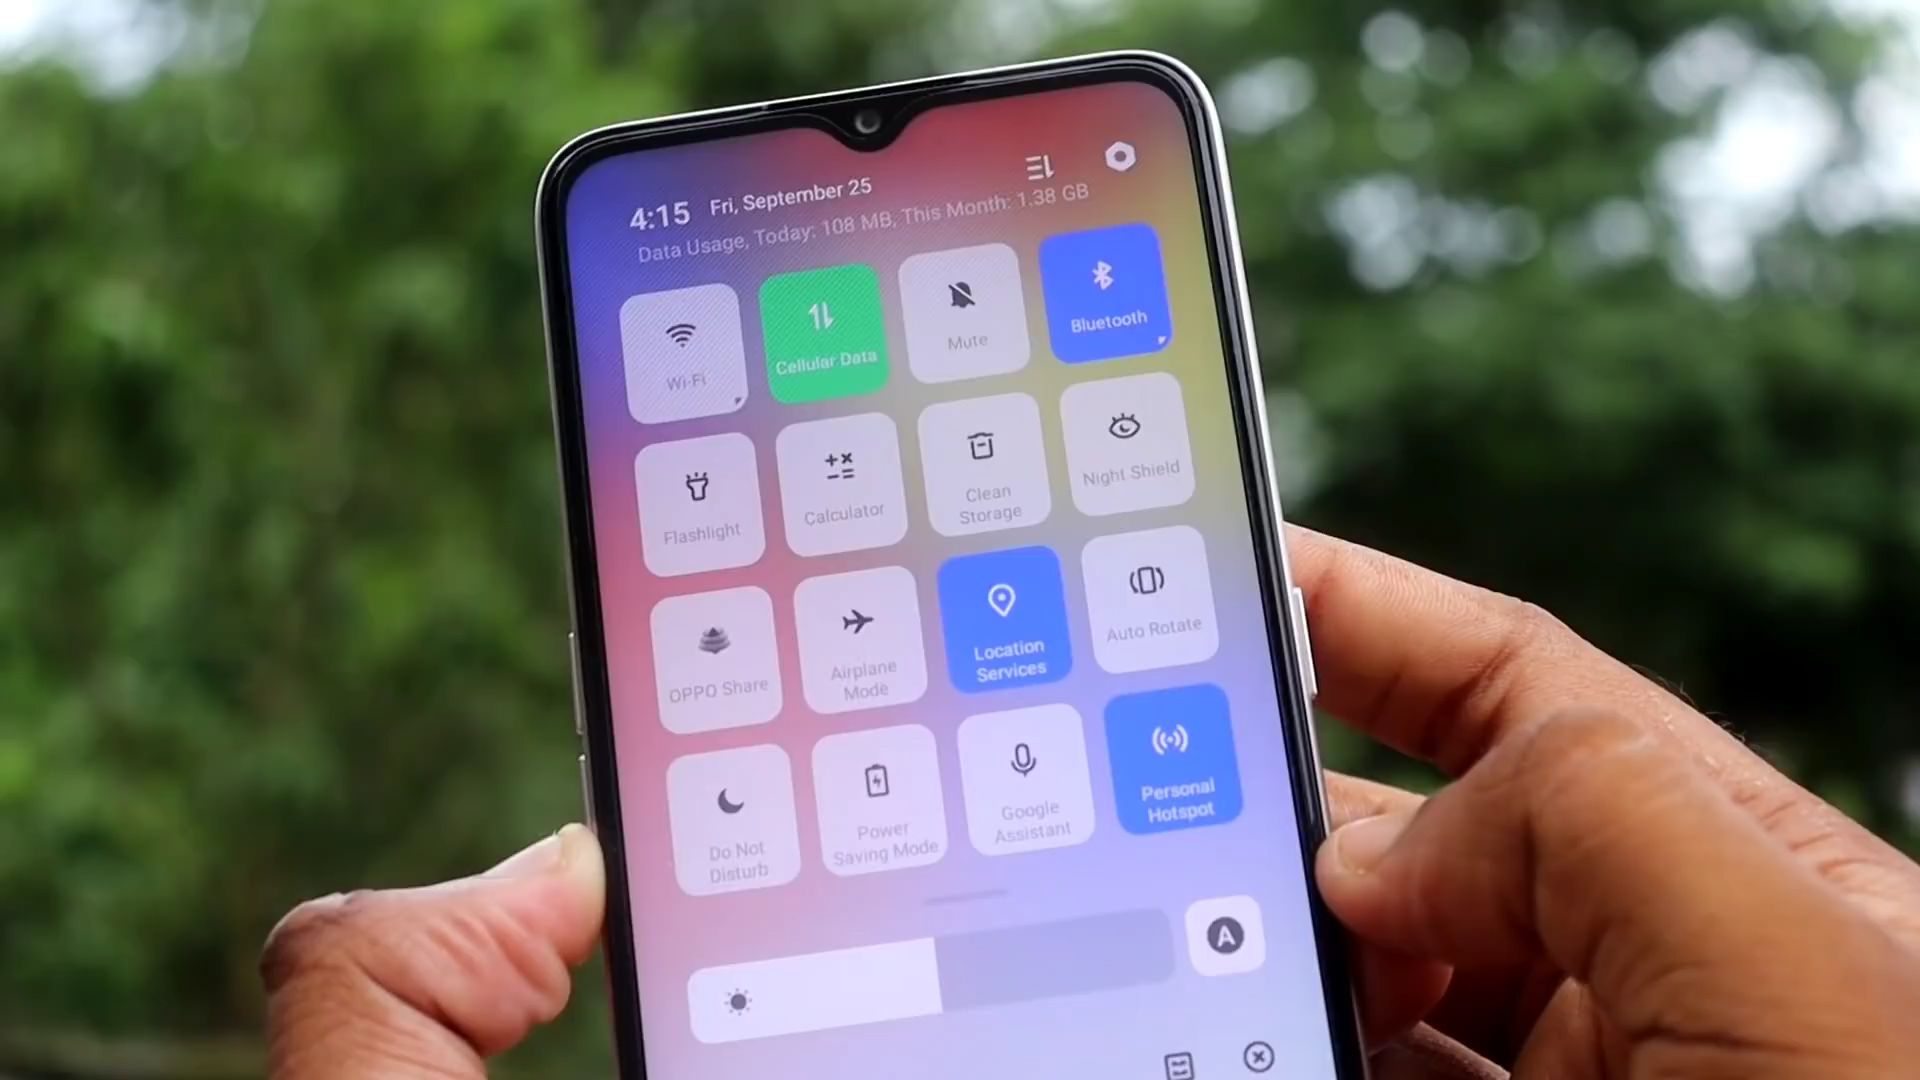 4:15 Fri, September 25
Data Usage, Today: 108 MB, This Month: 1.38 GB
Wi-Fi
Cellular Data
Mute
Bluetooth
Flashlight
Calculator
Clean
Storage
Night Shield
OPPO Share
Airplane
Mode
Location
Services
Auto Rotate
Do Not
Disturb
Power
Saving Mode
Google
Assistant
Personal
Hotspot
A